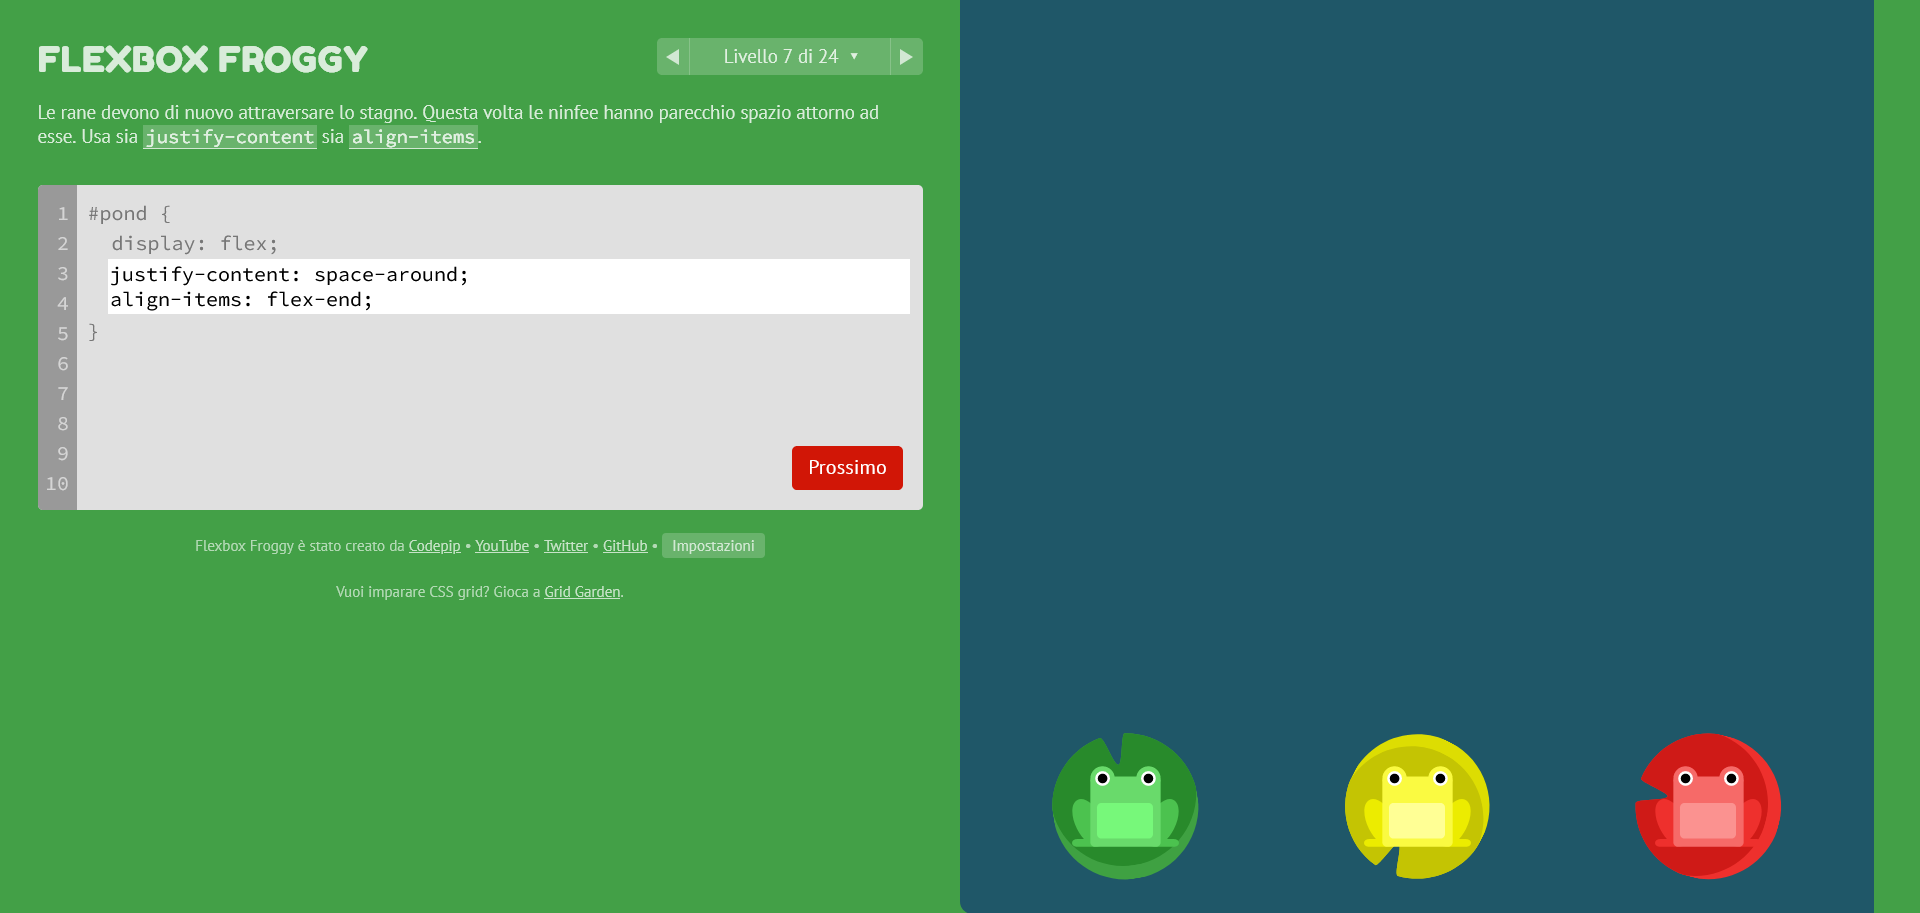 FLEXBOX FROGGY
◀ Livello 7 di 24 ▼ ▶
Le rane devono di nuovo attraversare lo stagno. Questa volta le ninfee hanno parecchio spazio attorno ad
esse. Usa sia justify-content sia align-items.
1 #pond {
2 display: flex;
3 justify-content: space-around;
4 align-items: flex-end;
5 }
6
7
8
9
10
Prossimo
Flexbox Froggy è stato creato da Codepip • YouTube • Twitter • GitHub • Impostazioni
Vuoi imparare CSS grid? Gioca a Grid Garden.